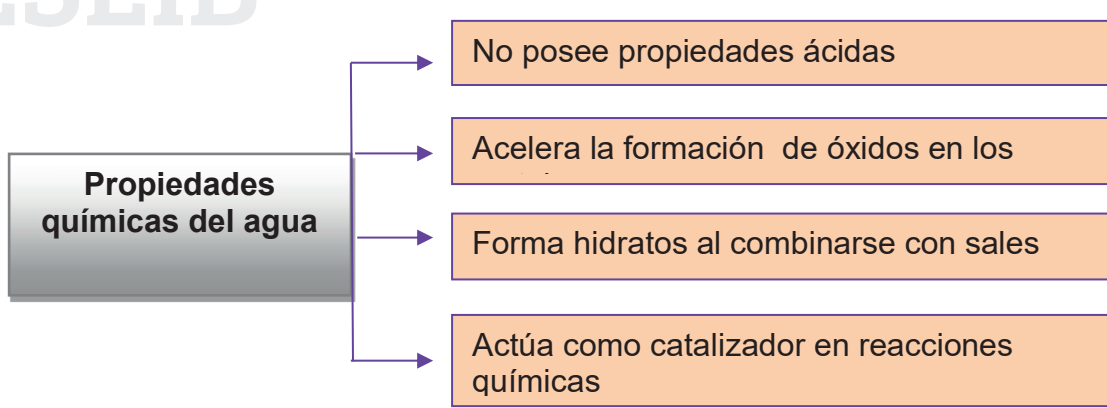 Propiedades
químicas del agua
No posee propiedades ácidas
Acelera la formación de óxidos en los
Forma hidratos al combinarse con sales
Actúa como catalizador en reacciones
químicas